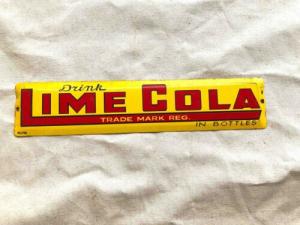 Drink
LIME COLA
TRADE MARK REG.
IN BOTTLES